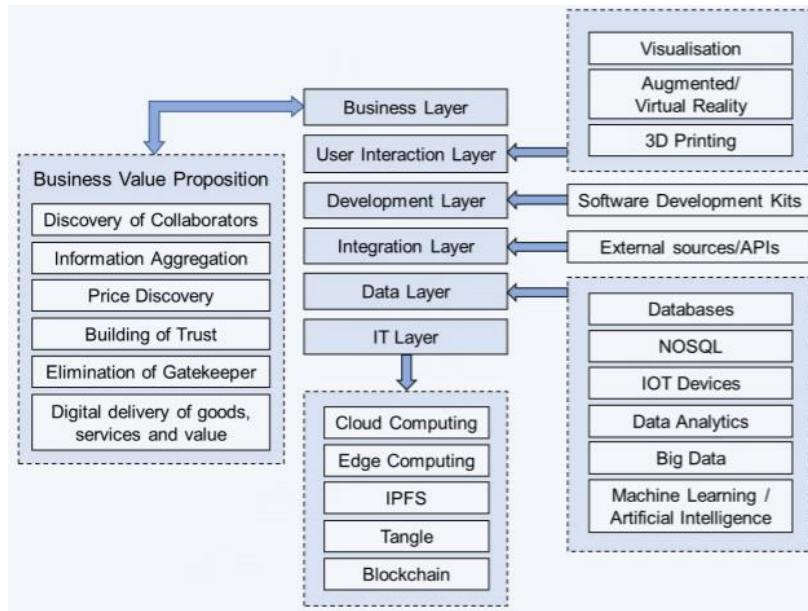 Business Layer
User Interaction Layer
Development Layer
Integration Layer
Data Layer
IT Layer
Business Value Proposition
Discovery of Collaborators
Information Aggregation
Price Discovery
Building of Trust
Elimination of Gatekeeper
Digital delivery of goods,
services and value
Visualisation
Augmented/
Virtual Reality
3D Printing
Software Development Kits
External sources/APIs
Databases
NOSQL
IOT Devices
Data Analytics
Big Data
Machine Learning /
Artificial Intelligence
Cloud Computing
Edge Computing
IPFS
Tangle
Blockchain